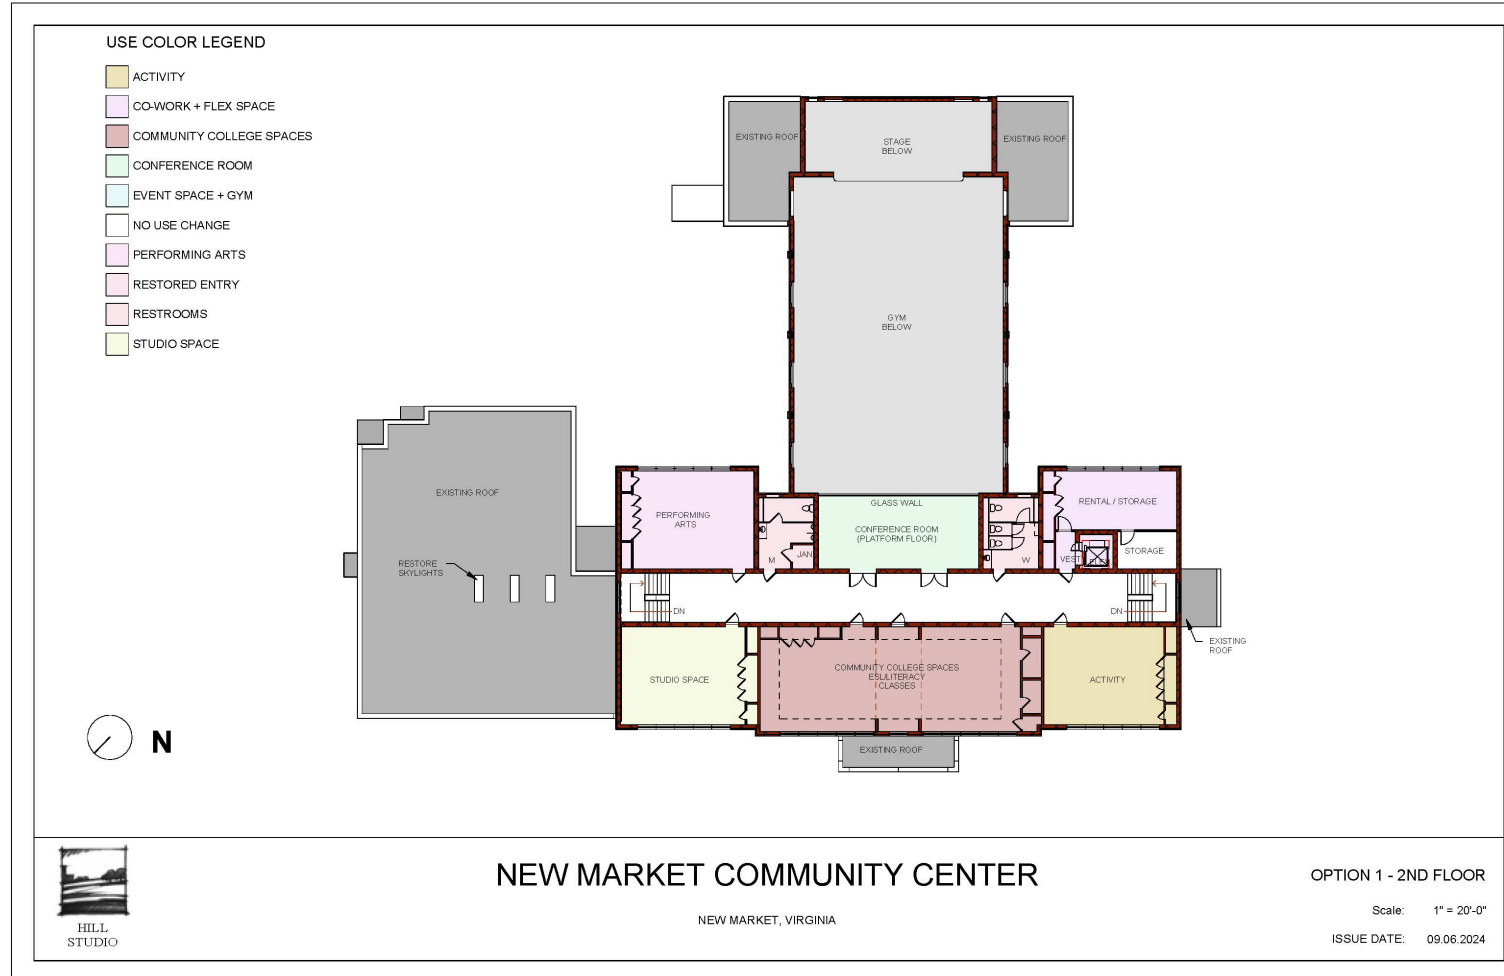 USE COLOR LEGEND
ACTIVITY
CO-WORK + FLEX SPACE
COMMUNITY COLLEGE SPACES
CONFERENCE ROOM
EVENT SPACE + GYM
NO USE CHANGE
PERFORMING ARTS
RESTORED ENTRY
RESTROOMS
STUDIO SPACE
EXISTING ROOF
STAGE
BELOW
EXISTING ROOF
GYM
BELOW
EXISTING ROOF
RESTORE
SKYLIGHTS
PERFORMING
ARTS
M
JAN
GLASS WALL
CONFERENCE ROOM
(PLATFORM FLOOR)
W
RENTAL / STORAGE
VEST
STORAGE
DN
DN
EXISTING
ROOF
STUDIO SPACE
COMMUNITY COLLEGE SPACES
ESL/LITERACY
CLASSES
ACTIVITY
EXISTING ROOF
N
HILL
STUDIO
NEW MARKET COMMUNITY CENTER
NEW MARKET, VIRGINIA
OPTION 1 - 2ND FLOOR
Scale: 1" = 20'-0"
ISSUE DATE: 09.06.2024